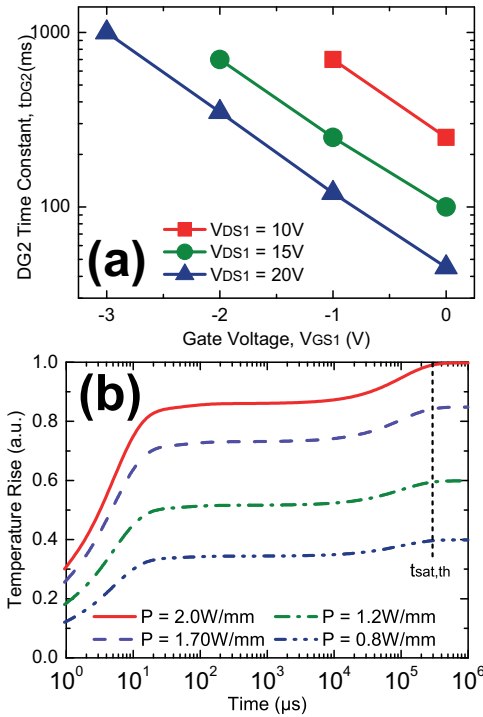 (a)
DG2 Time Constant, tDG2(ms)
1000
100
VDS1 = 10V
VDS1 = 15V
VDS1 = 20V
-3 -2 -1 0
Gate Voltage, VGS1 (V)
(b)
Temperature Rise (a.u.)
1.0
0.8
0.6
0.4
0.2
0.0
tsat,th
P = 2.0W/mm P = 1.2W/mm
P = 1.70W/mm P = 0.8W/mm
10⁰ 10¹ 10² 10³ 10⁴ 10⁵ 10⁶
Time (µs)